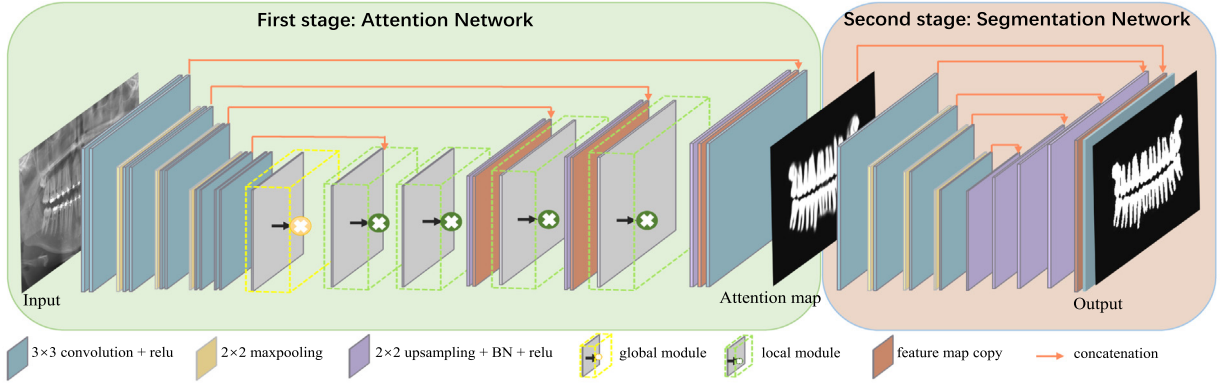 First stage: Attention Network
Second stage: Segmentation Network
Input
Attention map
Output
3×3 convolution + relu
2×2 maxpooling
2×2 upsampling + BN + relu
global module
local module
feature map copy
concatenation